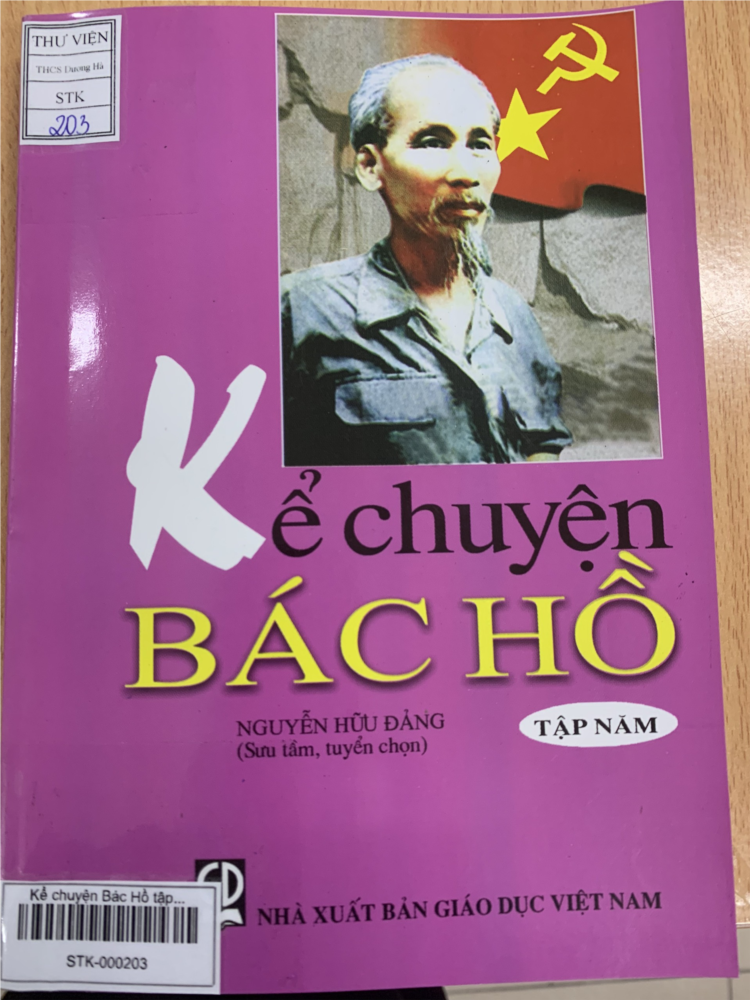 THƯ VIỆN
THCS Dương Hà
STK
203
Kể chuyện
BÁC HỒ
NGUYỄN HỮU ĐẢNG
(Sưu tầm, tuyển chọn)
TẬP NĂM
NHÀ XUẤT BẢN GIÁO DỤC VIỆT NAM
Kể chuyện Bác Hồ tập...
STK-000203